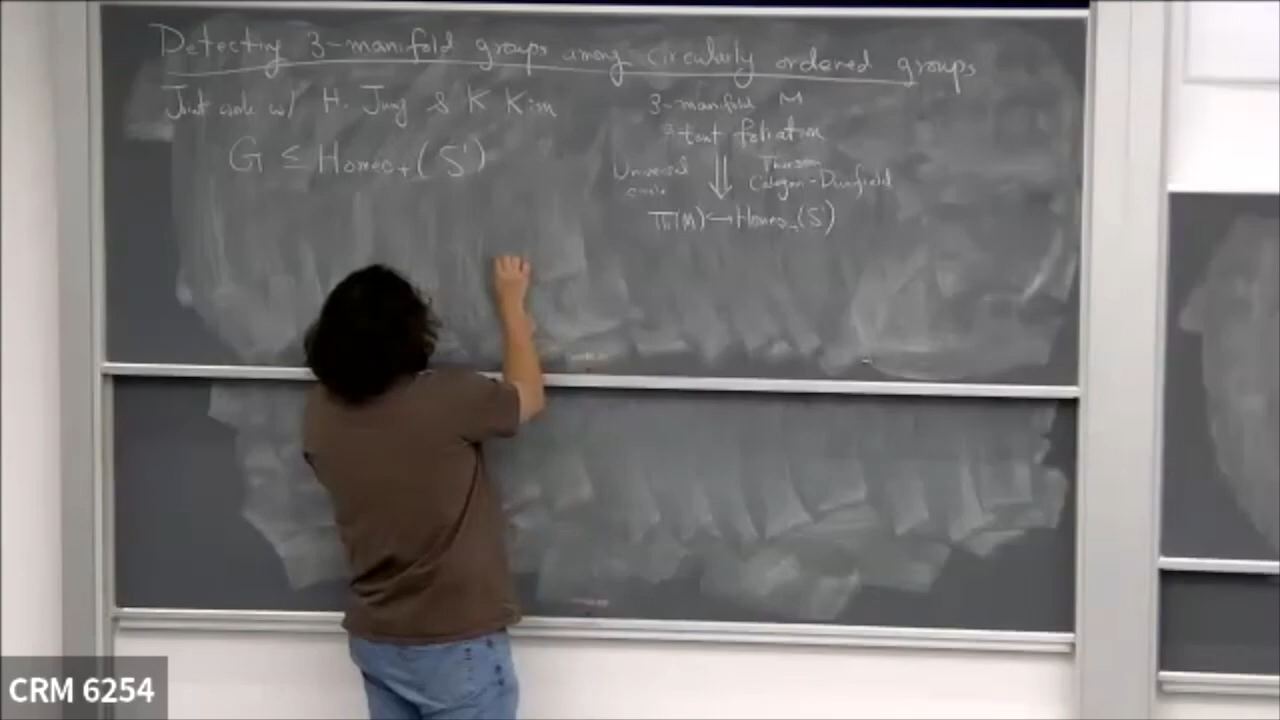 Detecting 3-manifold groups among circularly ordered groups
Joint work w/ H. Jung & K Kim
G ≤ Homeo₊(S¹)
3-manifold M
taut foliation
Universal circle
Thurston
Calegari-Dunfield
π₁(M) ↪ Homeo₊(S¹)
CRM 6254